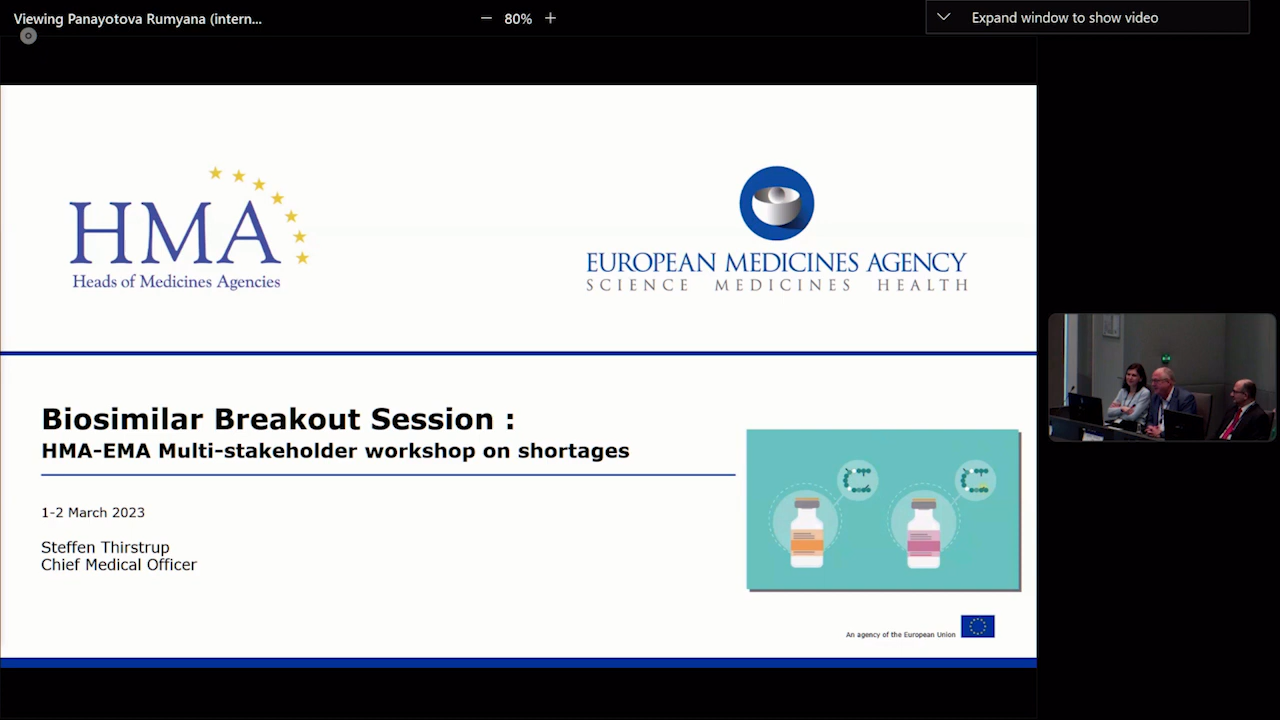 Viewing Panayotova Rumyana (intern...
80%
Expand window to show video
HMA
Heads of Medicines Agencies
EUROPEAN MEDICINES AGENCY
SCIENCE MEDICINES HEALTH
Biosimilar Breakout Session :
HMA-EMA Multi-stakeholder workshop on shortages
1-2 March 2023
Steffen Thirstrup
Chief Medical Officer
An agency of the European Union